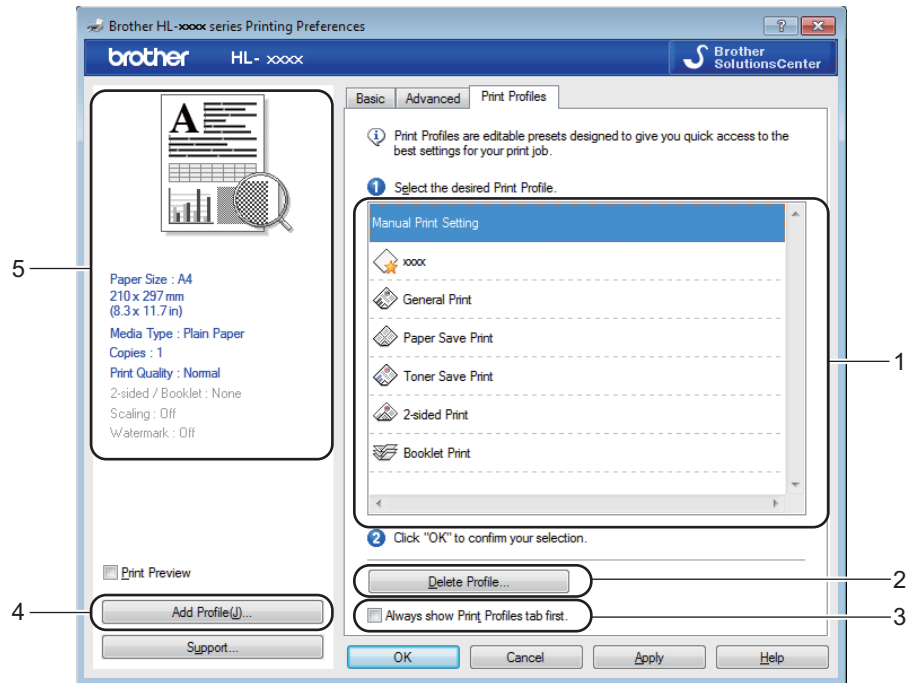 Brother HL-xxxx series Printing Preferences
brother HL- xxxx
Brother
SolutionsCenter
A
Paper Size : A4
210 x 297 mm
(8.3 x 11.7 in)
Media Type : Plain Paper
Copies : 1
Print Quality : Normal
2-sided / Booklet : None
Scaling : Off
Watermark : Off
Print Preview
Add Profile(J)...
Support...
Basic Advanced Print Profiles
Print Profiles are editable presets designed to give you quick access to the
best settings for your print job.
1 Select the desired Print Profile.
Manual Print Setting
xxxx
General Print
Paper Save Print
Toner Save Print
2-sided Print
Booklet Print
2 Click "OK" to confirm your selection.
Delete Profile...
Always show Print Profiles tab first.
OK Cancel Apply Help
1
2
3
4
5